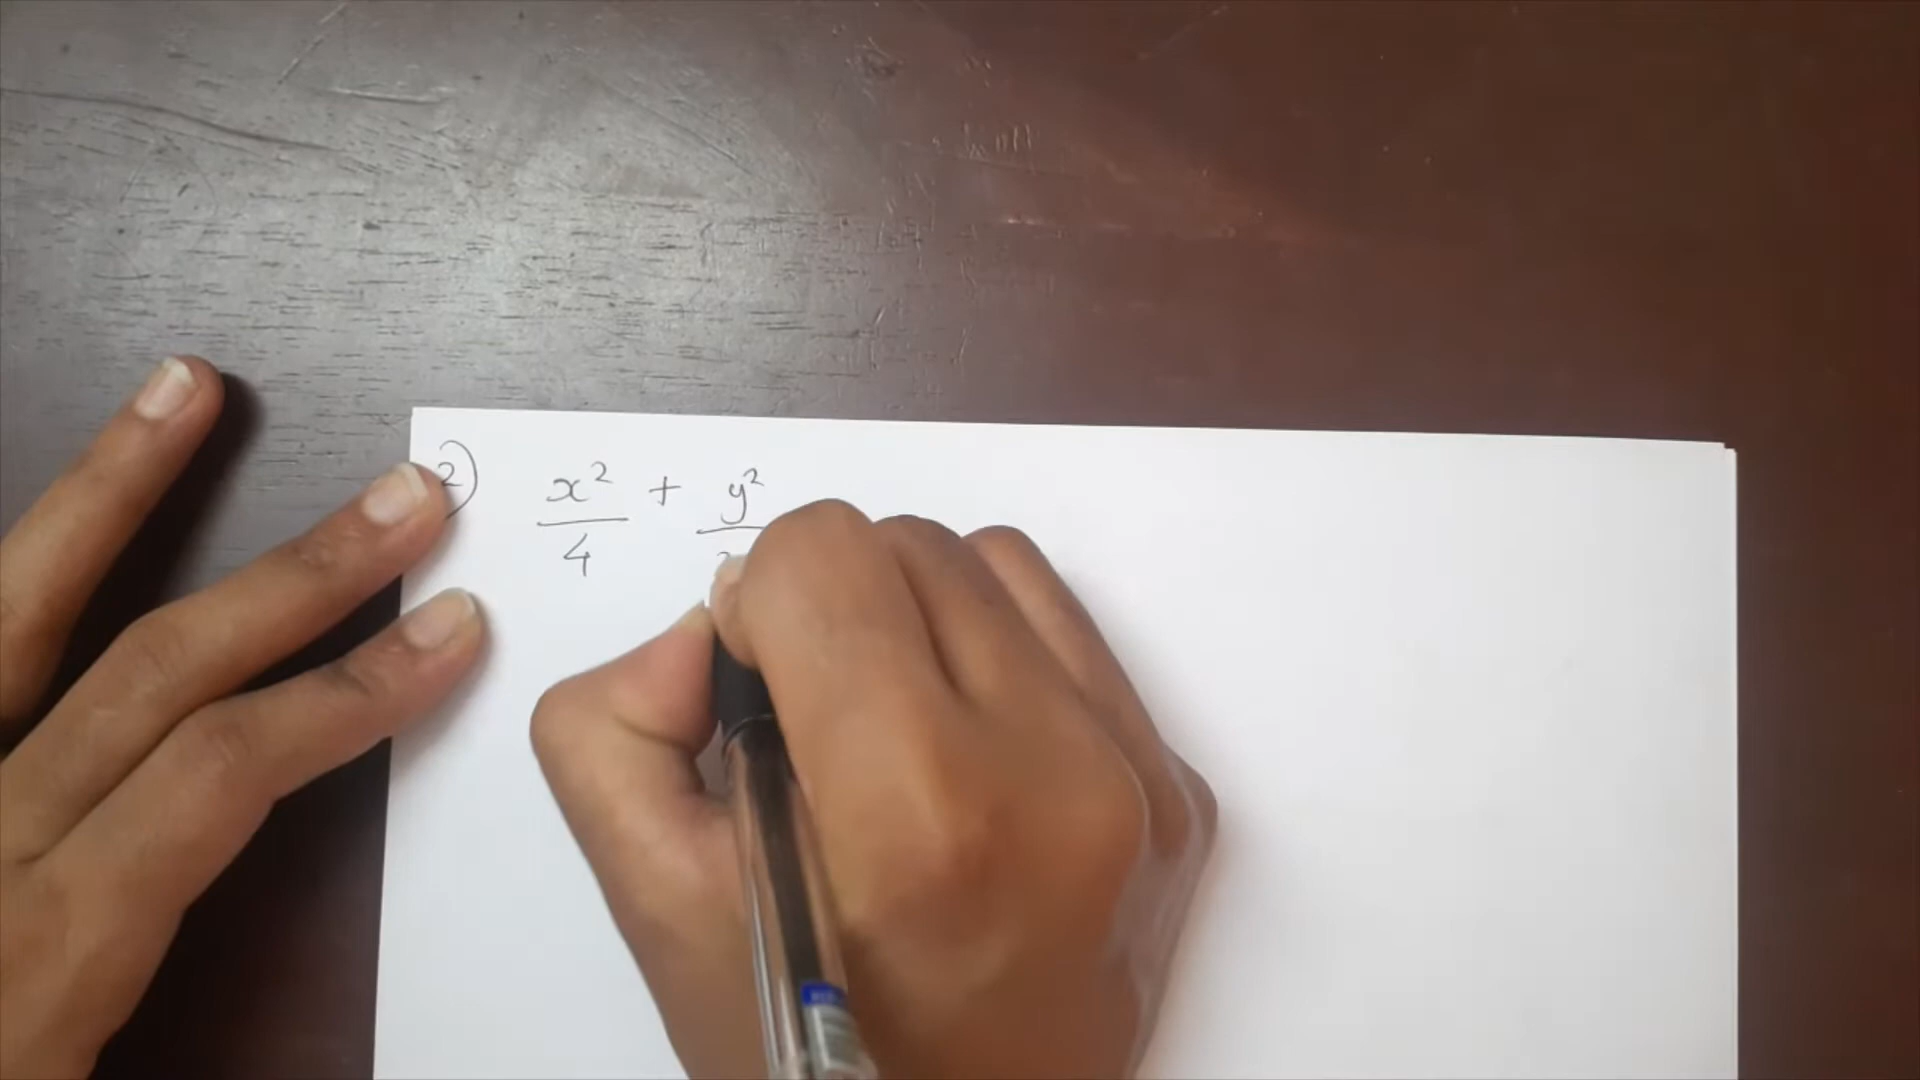 2) x²/4 + y²/